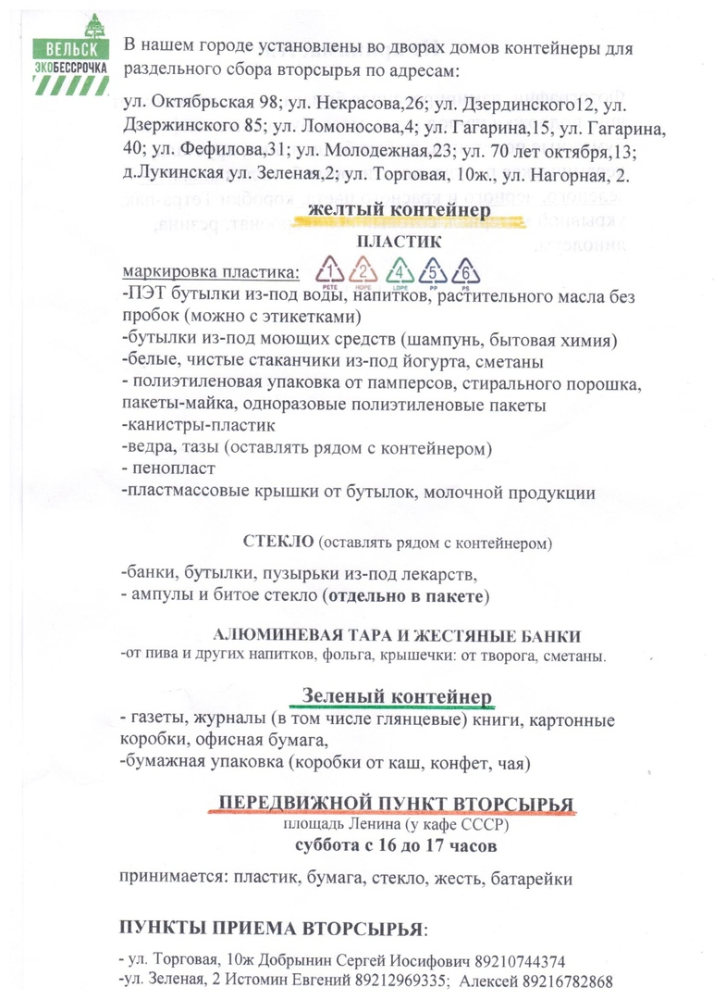 ВЕЛЬСК
ЭКОБЕССРОЧКА
В нашем городе установлены во дворах домов контейнеры для
раздельного сбора вторсырья по адресам:
ул. Октябрьская 98; ул. Некрасова,26; ул. Дзердинского12, ул.
Дзержинского 85; ул. Ломоносова,4; ул. Гагарина,15, ул. Гагарина,
40; ул. Фефилова,31; ул. Молодежная,23; ул. 70 лет октября,13;
д.Лукинская ул. Зеленая,2; ул. Торговая, 10ж., ул. Нагорная, 2.
желтый контейнер
ПЛАСТИК
маркировка пластика: 1 2 4 5 6
PETE HDPE LDPE PP PS
-ПЭТ бутылки из-под воды, напитков, растительного масла без
пробок (можно с этикетками)
-бутылки из-под моющих средств (шампунь, бытовая химия)
-белые, чистые стаканчики из-под йогурта, сметаны
- полиэтиленовая упаковка от памперсов, стирального порошка,
пакеты-майка, одноразовые полиэтиленовые пакеты
-канистры-пластик
-ведра, тазы (оставлять рядом с контейнером)
- пенопласт
-пластмассовые крышки от бутылок, молочной продукции
СТЕКЛО (оставлять рядом с контейнером)
-банки, бутылки, пузырьки из-под лекарств,
- ампулы и битое стекло (отдельно в пакете)
АЛЮМИНЕВАЯ ТАРА И ЖЕСТЯНЫЕ БАНКИ
-от пива и других напитков, фольга, крышечки: от творога, сметаны.
Зеленый контейнер
- газеты, журналы (в том числе глянцевые) книги, картонные
коробки, офисная бумага,
-бумажная упаковка (коробки от каш, конфет, чая)
ПЕРЕДВИЖНОЙ ПУНКТ ВТОРСЫРЬЯ
площадь Ленина (у кафе СССР)
суббота с 16 до 17 часов
принимается: пластик, бумага, стекло, жесть, батарейки
ПУНКТЫ ПРИЕМА ВТОРСЫРЬЯ:
- ул. Торговая, 10ж Добрынин Сергей Иосифович 89210744374
-ул. Зеленая, 2 Истомин Евгений 89212969335; Алексей 89216782868